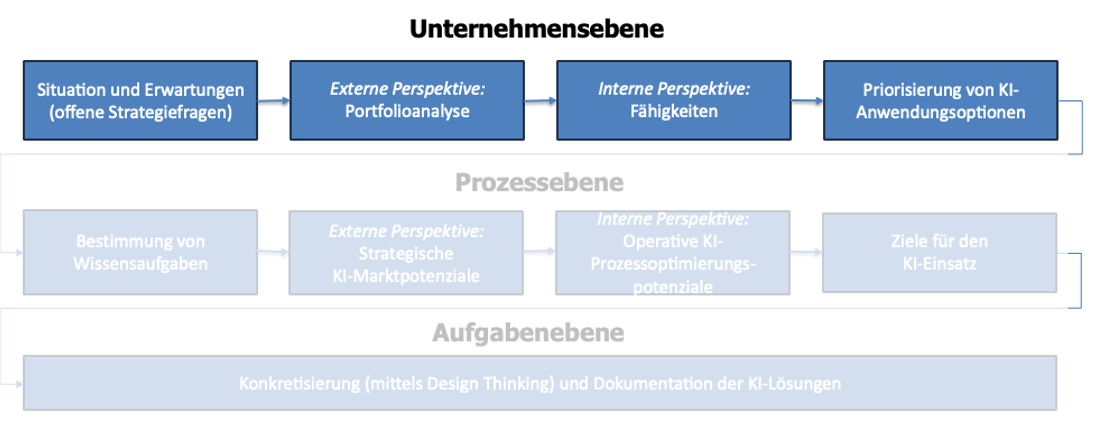 Unternehmensebene
Situation und Erwartungen
(offene Strategiefragen)
Externe Perspektive:
Portfolioanalyse
Interne Perspektive:
Fähigkeiten
Priorisierung von KI-
Anwendungsoptionen
Prozessebene
Bestimmung von
Wissensaufgaben
Externe Perspektive:
Strategische
KI-Marktpotenziale
Interne Perspektive:
Operative KI-
Prozessoptimierungs-
potenziale
Ziele für den
KI-Einsatz
Aufgabenebene
Konkretisierung (mittels Design Thinking) und Dokumentation der KI-Lösungen